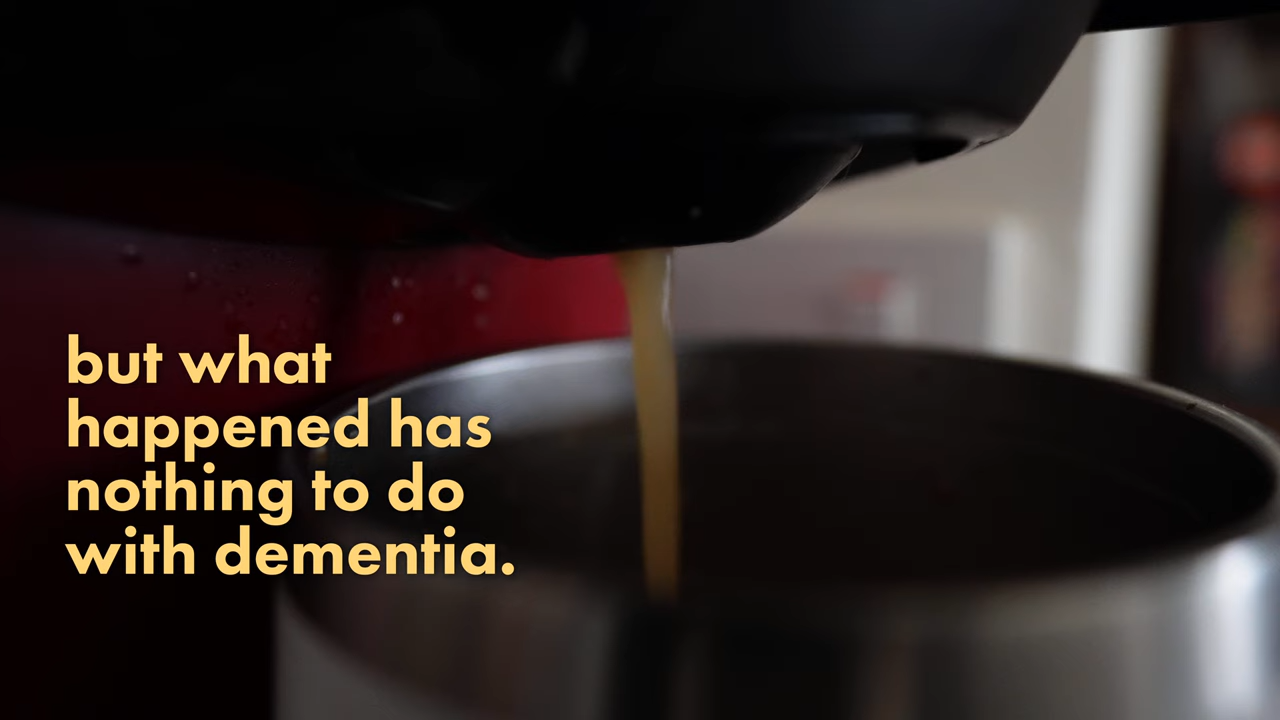 but what
happened has
nothing to do
with dementia.